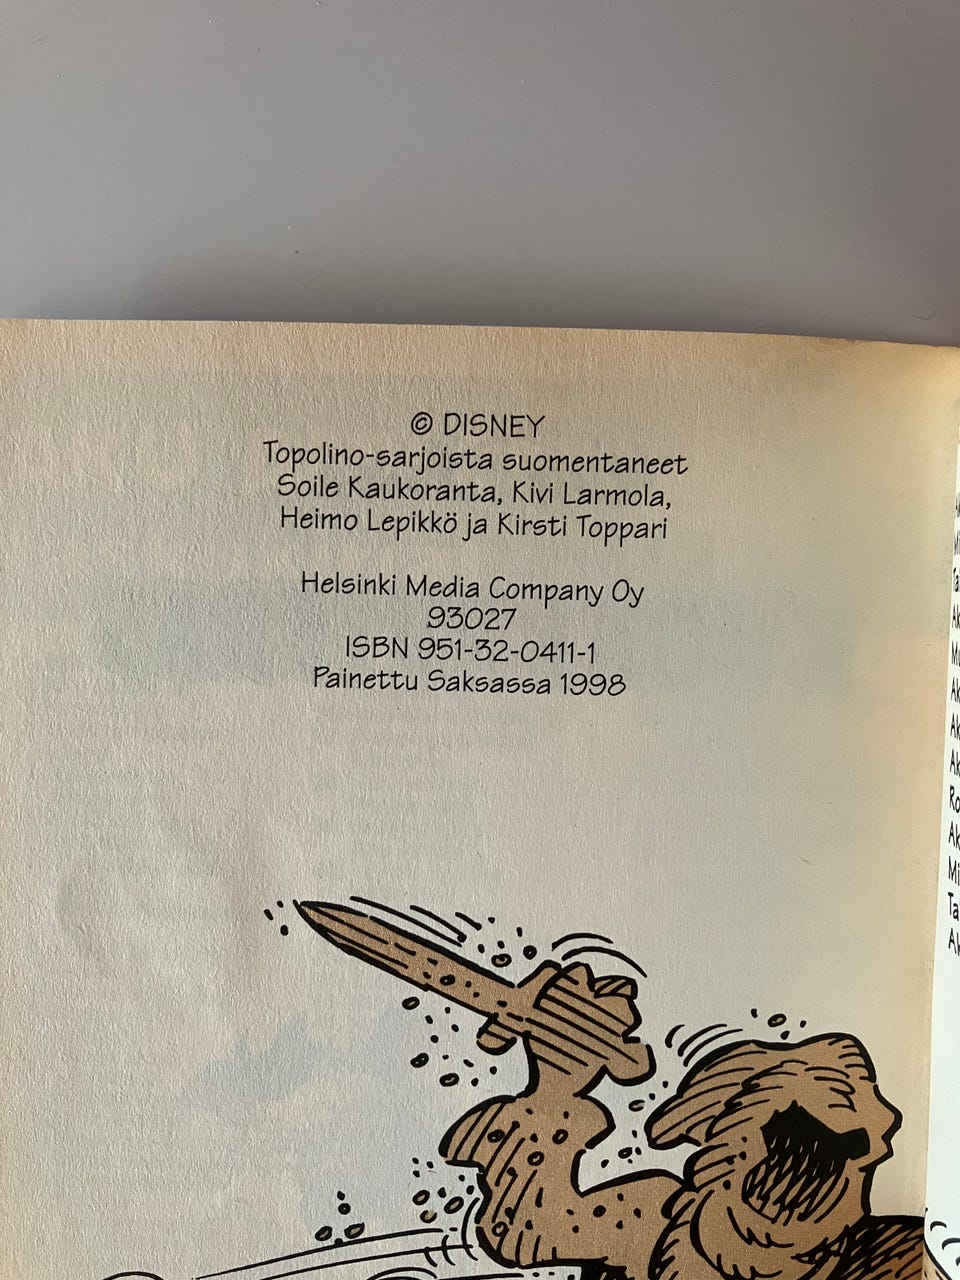 © DISNEY
Topolino-sarjoista suomentaneet
Soile Kaukoranta, Kivi Larmola,
Heimo Lepikkö ja Kirsti Toppari
Helsinki Media Company Oy
93027
ISBN 951-32-0411-1
Painettu Saksassa 1998